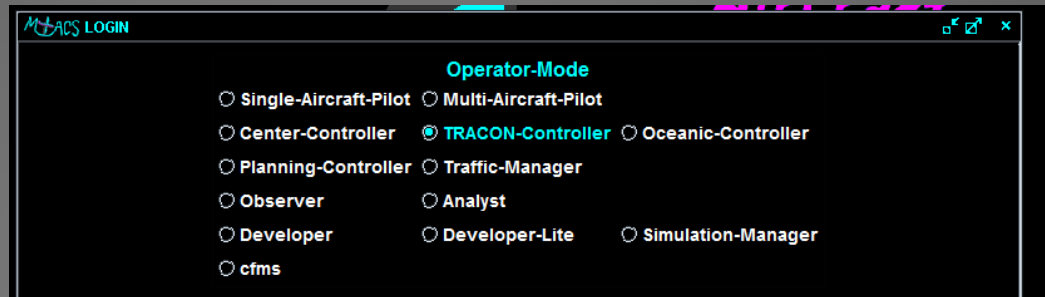 MACS LOGIN
Operator-Mode
Single-Aircraft-Pilot Multi-Aircraft-Pilot
Center-Controller TRACON-Controller Oceanic-Controller
Planning-Controller Traffic-Manager
Observer Analyst
Developer Developer-Lite Simulation-Manager
cfms